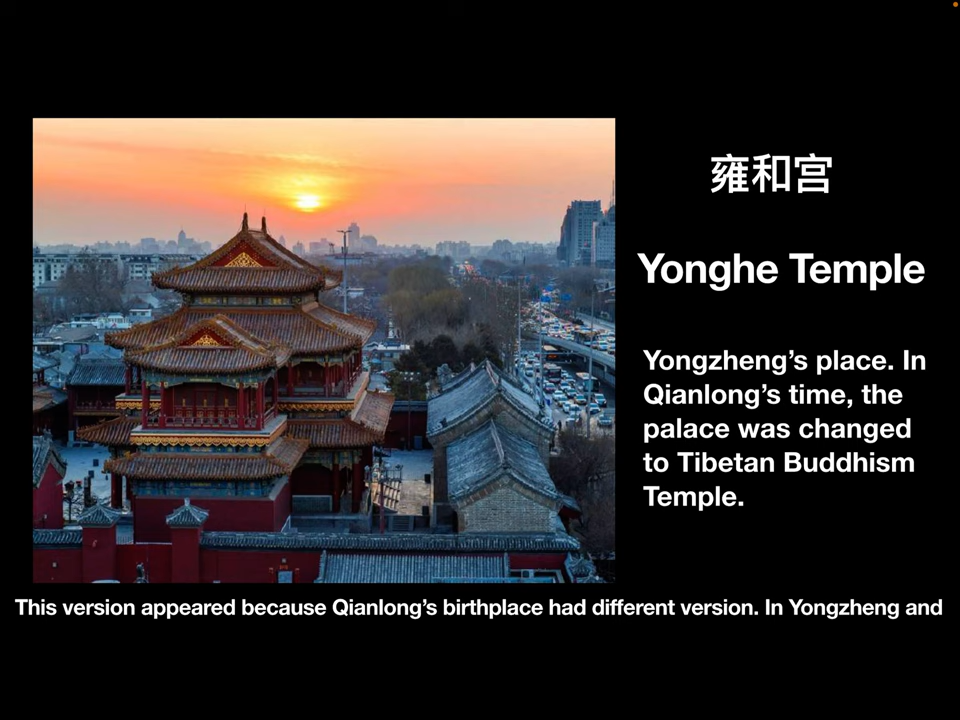 雍和宫
Yonghe Temple
Yongzheng’s place. In
Qianlong’s time, the
palace was changed
to Tibetan Buddhism
Temple.
This version appeared because Qianlong’s birthplace had different version. In Yongzheng and